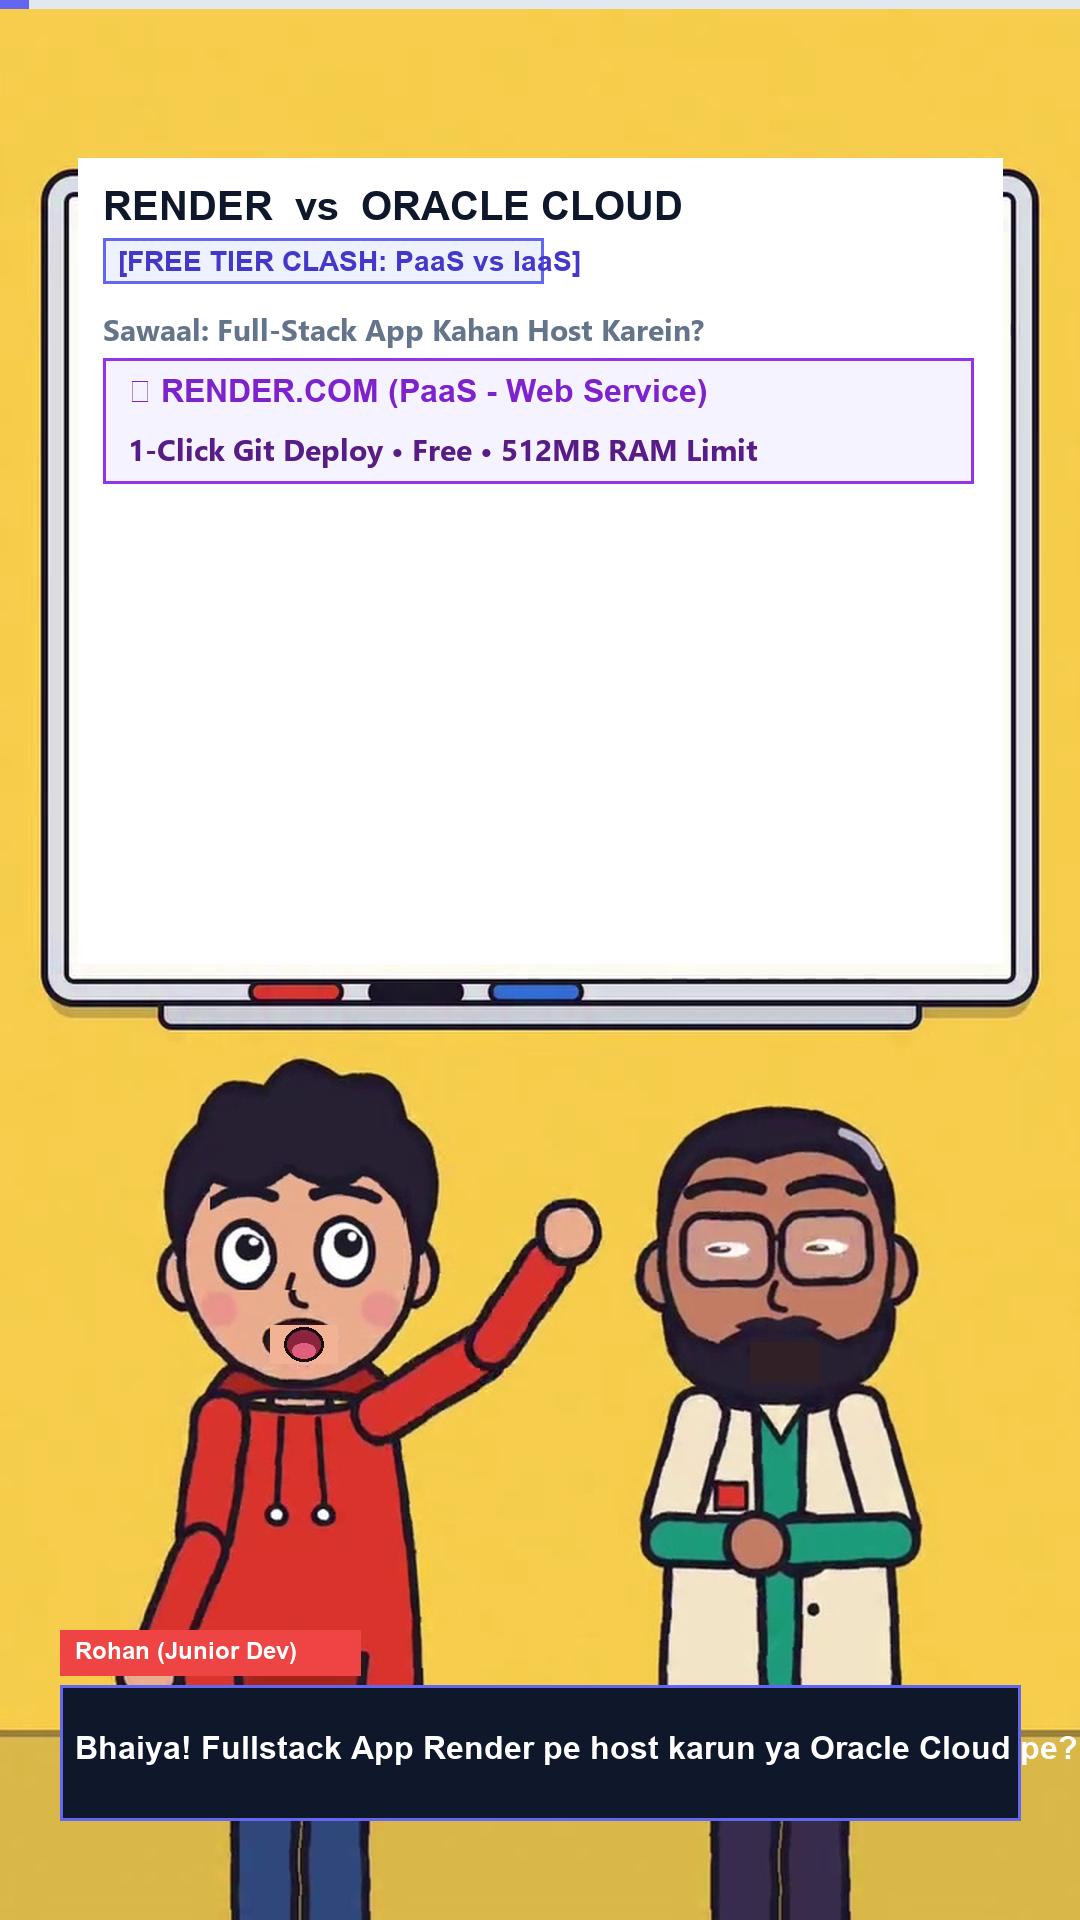 RENDER vs ORACLE CLOUD
[FREE TIER CLASH: PaaS vs IaaS]
Sawaal: Full-Stack App Kahan Host Karein?
RENDER.COM (PaaS - Web Service)
1-Click Git Deploy • Free • 512MB RAM Limit
Rohan (Junior Dev)
Bhaiya! Fullstack App Render pe host karun ya Oracle Cloud pe?